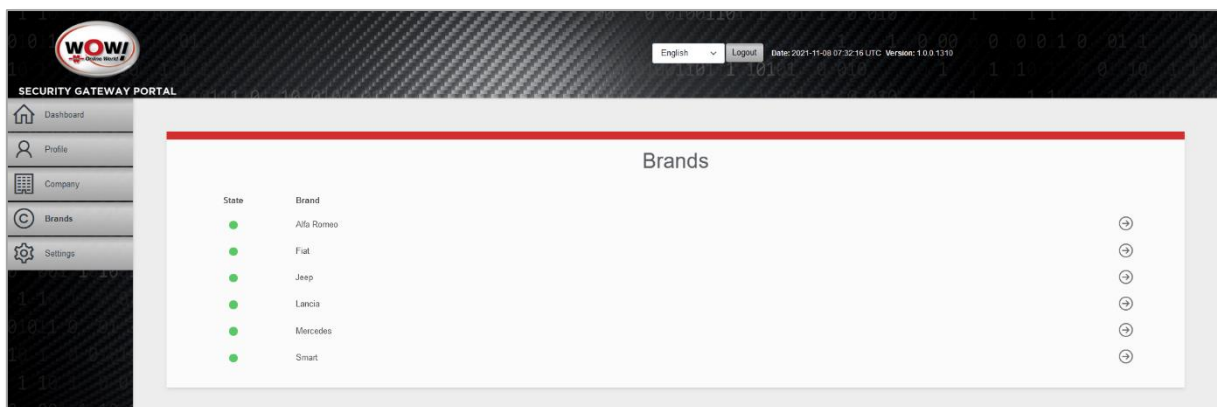 WOW!
Online World
SECURITY GATEWAY PORTAL
English Logout Date: 2021-11-08 07:32:16 UTC Version: 1.0.0.1310
Dashboard
Profile
Company
Brands
Settings
Brands
State Brand
Alfa Romeo
Fiat
Jeep
Lancia
Mercedes
Smart